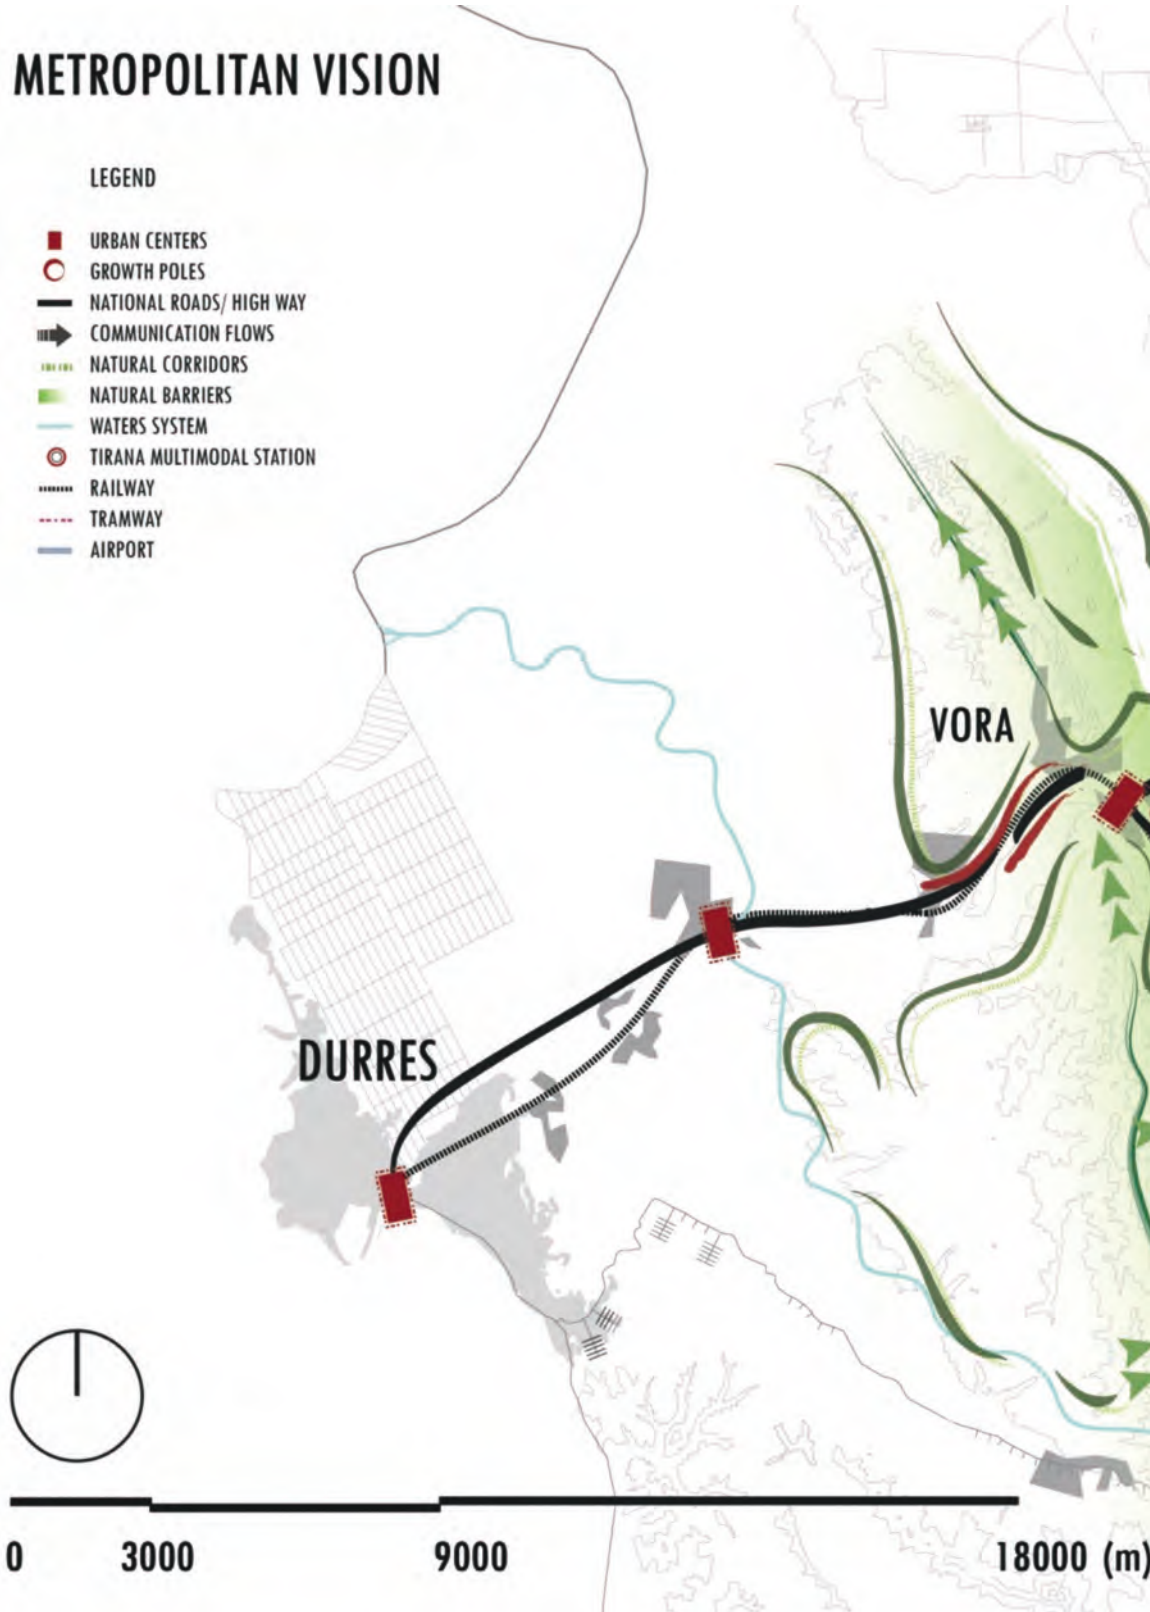 METROPOLITAN VISION
LEGEND
URBAN CENTERS
GROWTH POLES
NATIONAL ROADS/ HIGH WAY
COMMUNICATION FLOWS
NATURAL CORRIDORS
NATURAL BARRIERS
WATERS SYSTEM
TIRANA MULTIMODAL STATION
RAILWAY
TRAMWAY
AIRPORT
VORA
DURRES
0 3000 9000 18000 (m)